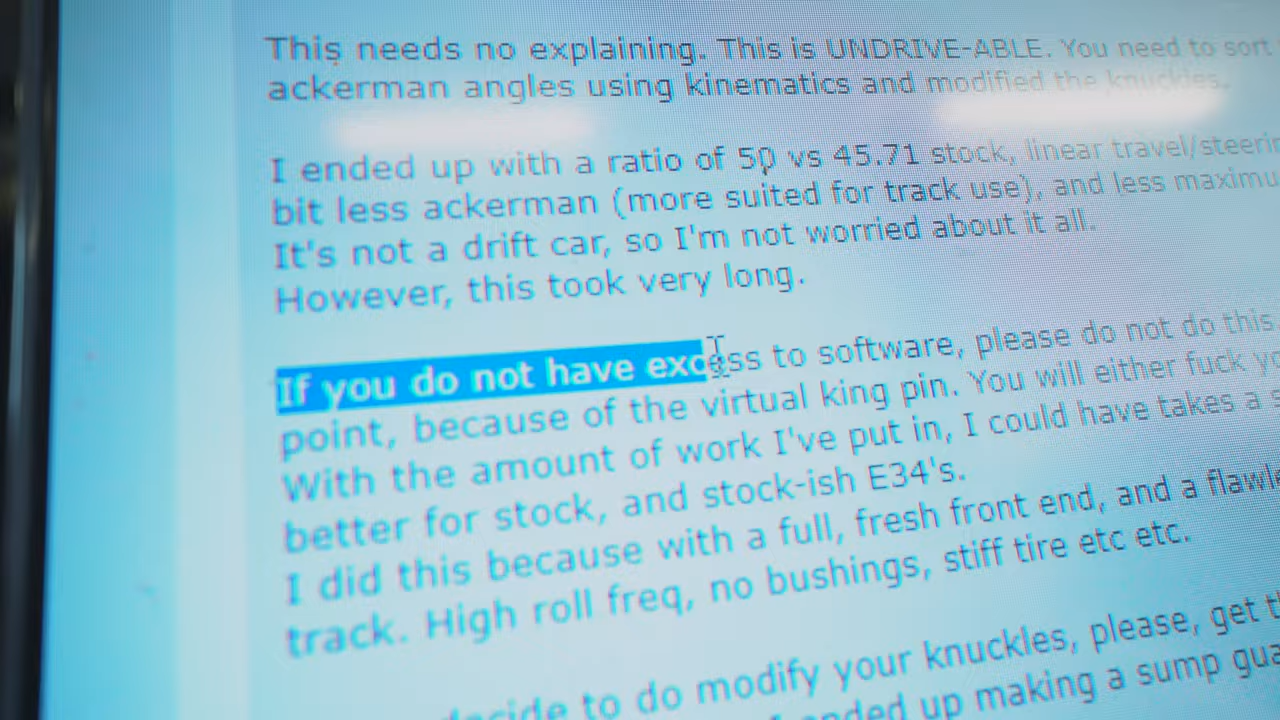 This needs no explaining. This is UNDRIVE-ABLE. You need to sort
ackerman angles using kinematics and modified the knuckles.
I ended up with a ratio of 50 vs 45.71 stock, linear travel/steerin
bit less ackerman (more suited for track use), and less maximu
It's not a drift car, so I'm not worried about it all.
However, this took very long.
If you do not have excess to software, please do not do this.
point, because of the virtual king pin. You will either fuck yo
With the amount of work I've put in, I could have takes a s
better for stock, and stock-ish E34's.
I did this because with a full, fresh front end, and a flawle
track. High roll freq, no bushings, stiff tire etc etc.
decide to do modify your knuckles, please, get t
ended up making a sump gua